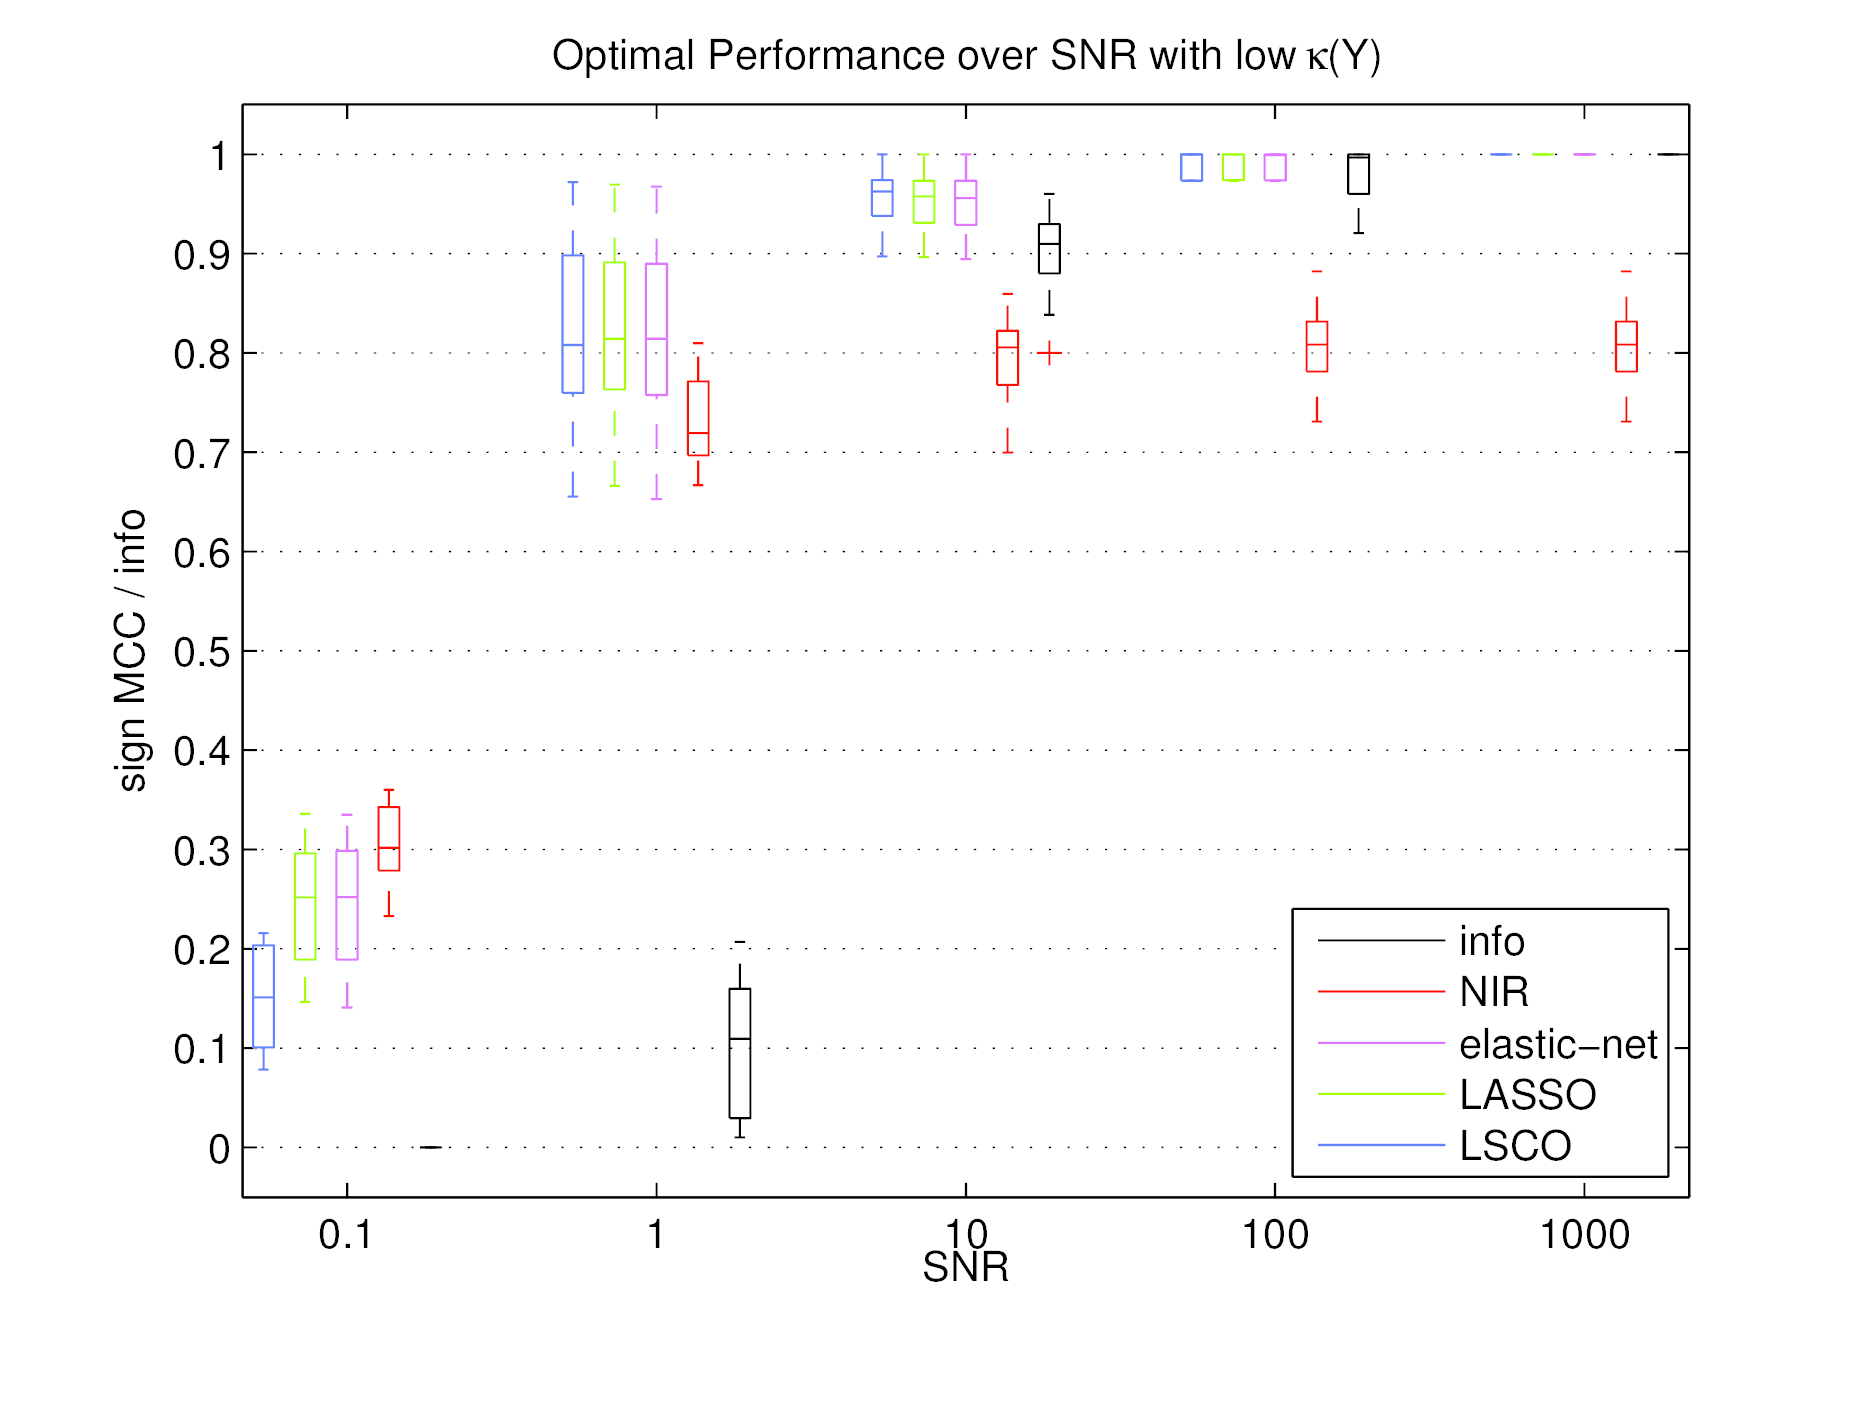 Optimal Performance over SNR with low κ(Y)
sign MCC / info
1
0.9
0.8
0.7
0.6
0.5
0.4
0.3
0.2
0.1
0
0.1 1 10 100 1000
SNR
info
NIR
elastic−net
LASSO
LSCO